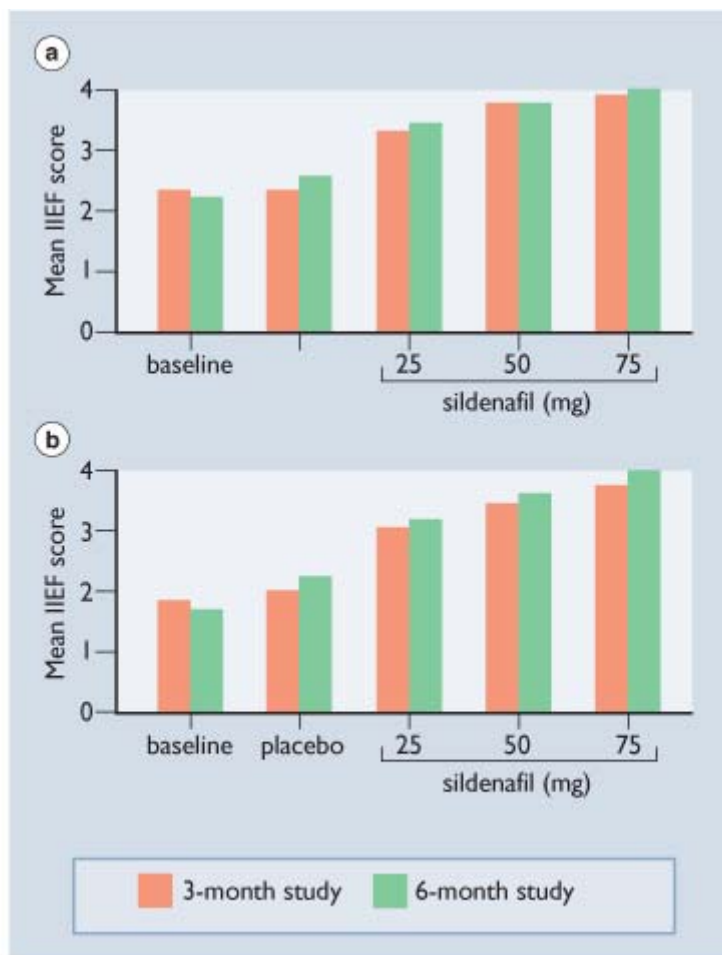 a
Mean IIEF score
4
3
2
1
0
baseline
25 50 75
sildenafil (mg)
b
Mean IIEF score
4
3
2
1
0
baseline placebo 25 50 75
sildenafil (mg)
3-month study 6-month study